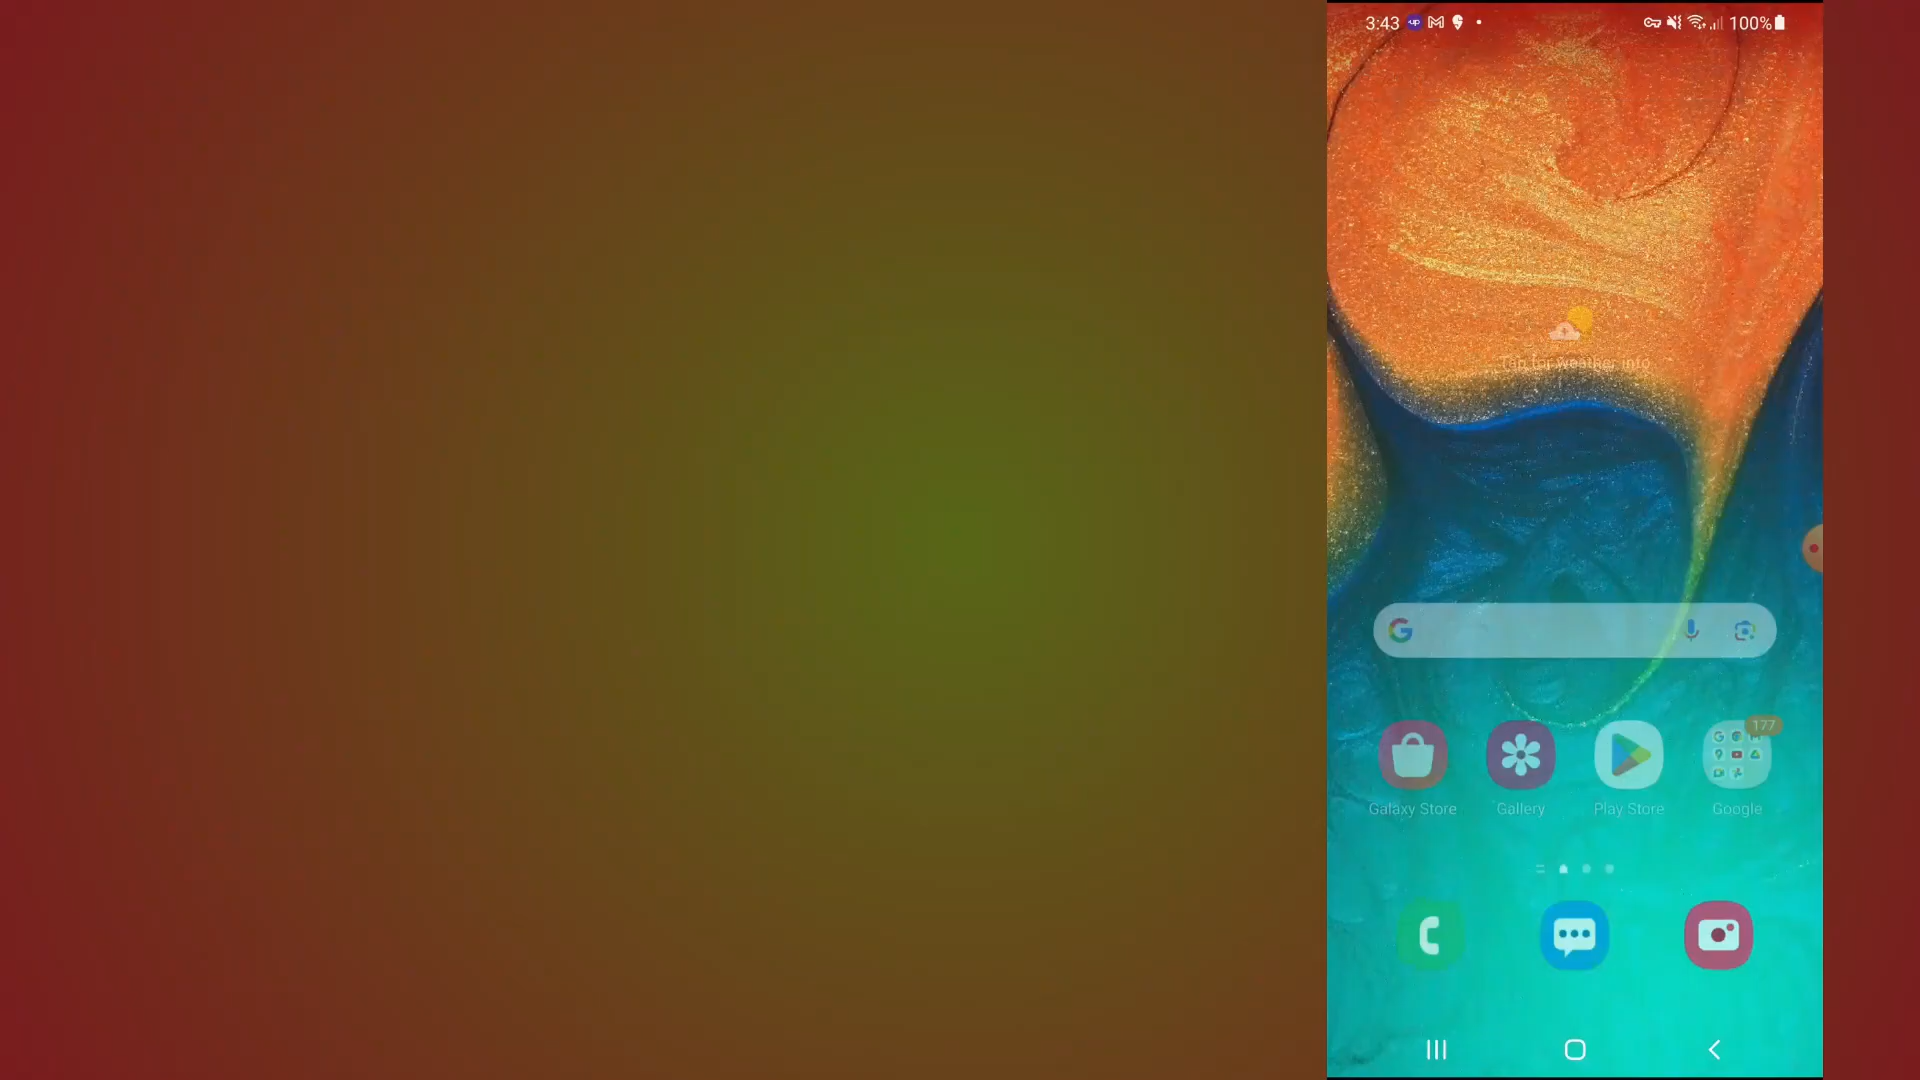 3:43
100%
Tap for weather info
177
Galaxy Store
Gallery
Play Store
Google